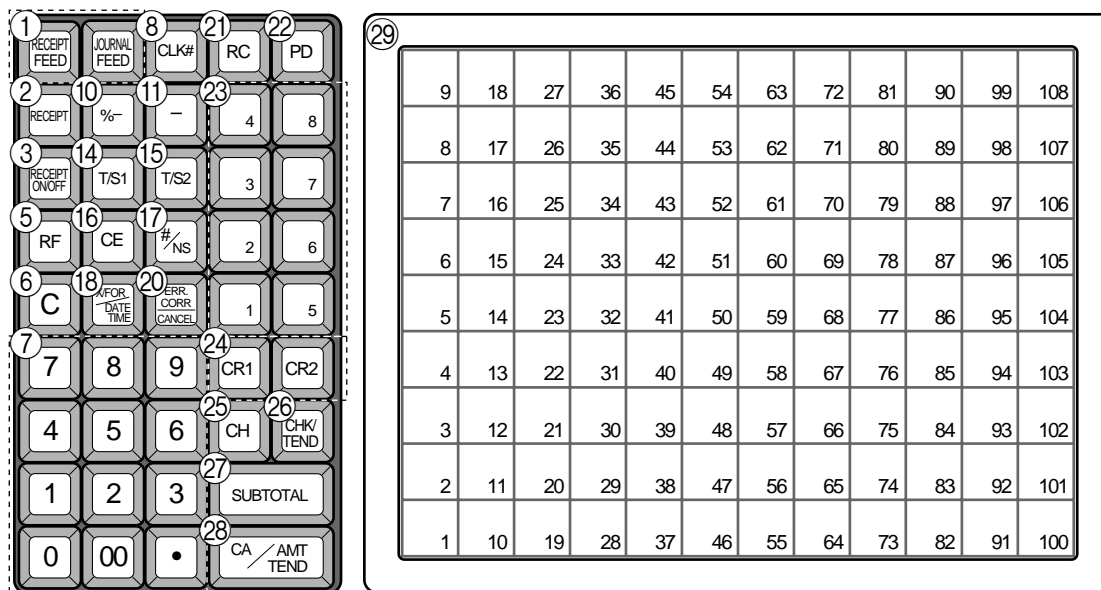 ① ⑧ ㉑ ㉒
RECEIPT FEED JOURNAL FEED CLK# RC PD
② ⑩ ⑪ ㉓
RECEIPT %− − 4 8
③ ⑭ ⑮
RECEIPT ON/OFF T/S1 T/S2 3 7
⑤ ⑯ ⑰
RF CE #/NS 2 6
⑥ ⑱ ⑳
C X/FOR DATE TIME ERR. CORR CANCEL 1 5
⑦ ㉔
7 8 9 CR1 CR2
㉕ ㉖
4 5 6 CH CHK/TEND
㉗
1 2 3 SUBTOTAL
㉘
0 00 • CA / AMT TEND
㉙
9 18 27 36 45 54 63 72 81 90 99 108
8 17 26 35 44 53 62 71 80 89 98 107
7 16 25 34 43 52 61 70 79 88 97 106
6 15 24 33 42 51 60 69 78 87 96 105
5 14 23 32 41 50 59 68 77 86 95 104
4 13 22 31 40 49 58 67 76 85 94 103
3 12 21 30 39 48 57 66 75 84 93 102
2 11 20 29 38 47 56 65 74 83 92 101
1 10 19 28 37 46 55 64 73 82 91 100